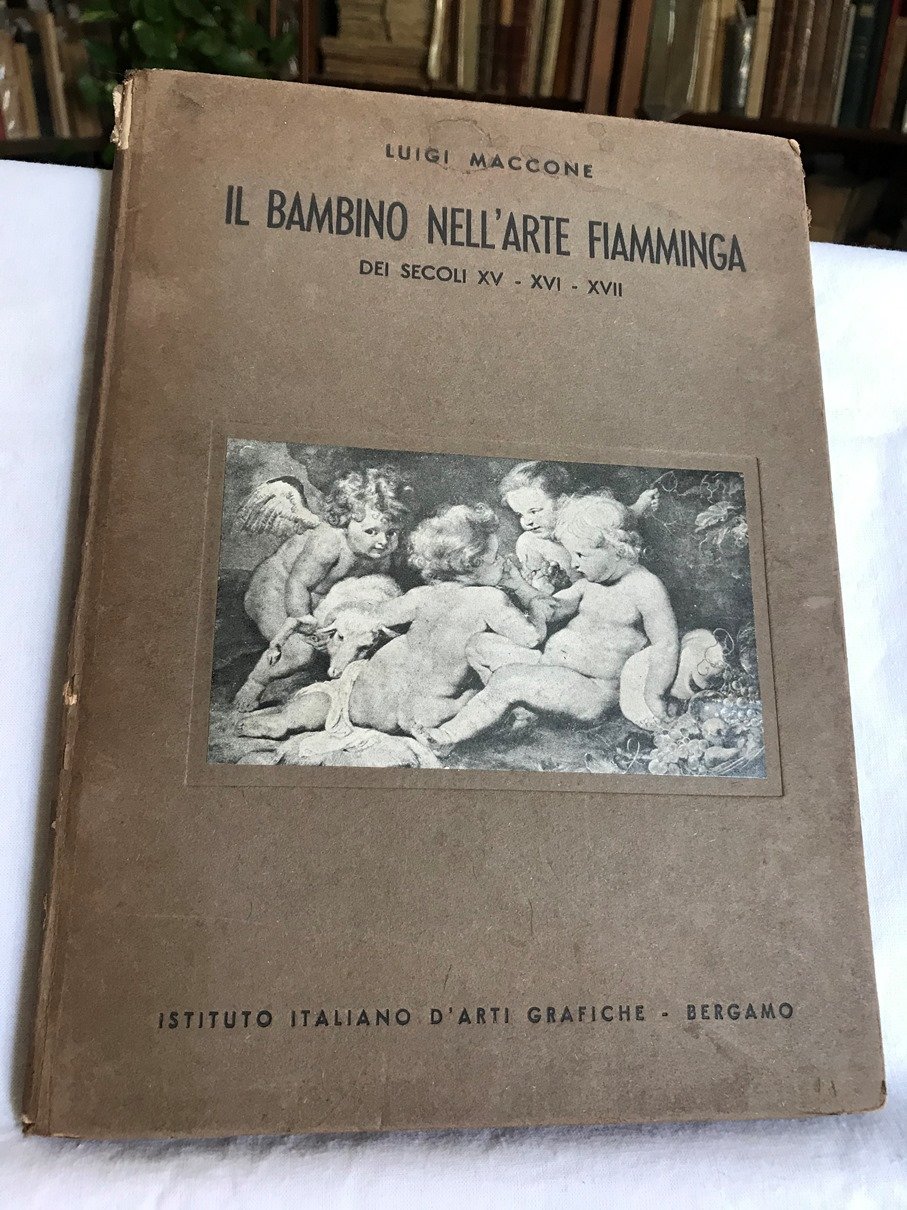 LUIGI MACCONE
IL BAMBINO NELL'ARTE FIAMMINGA
DEI SECOLI XV - XVI - XVII
ISTITUTO ITALIANO D'ARTI GRAFICHE - BERGAMO